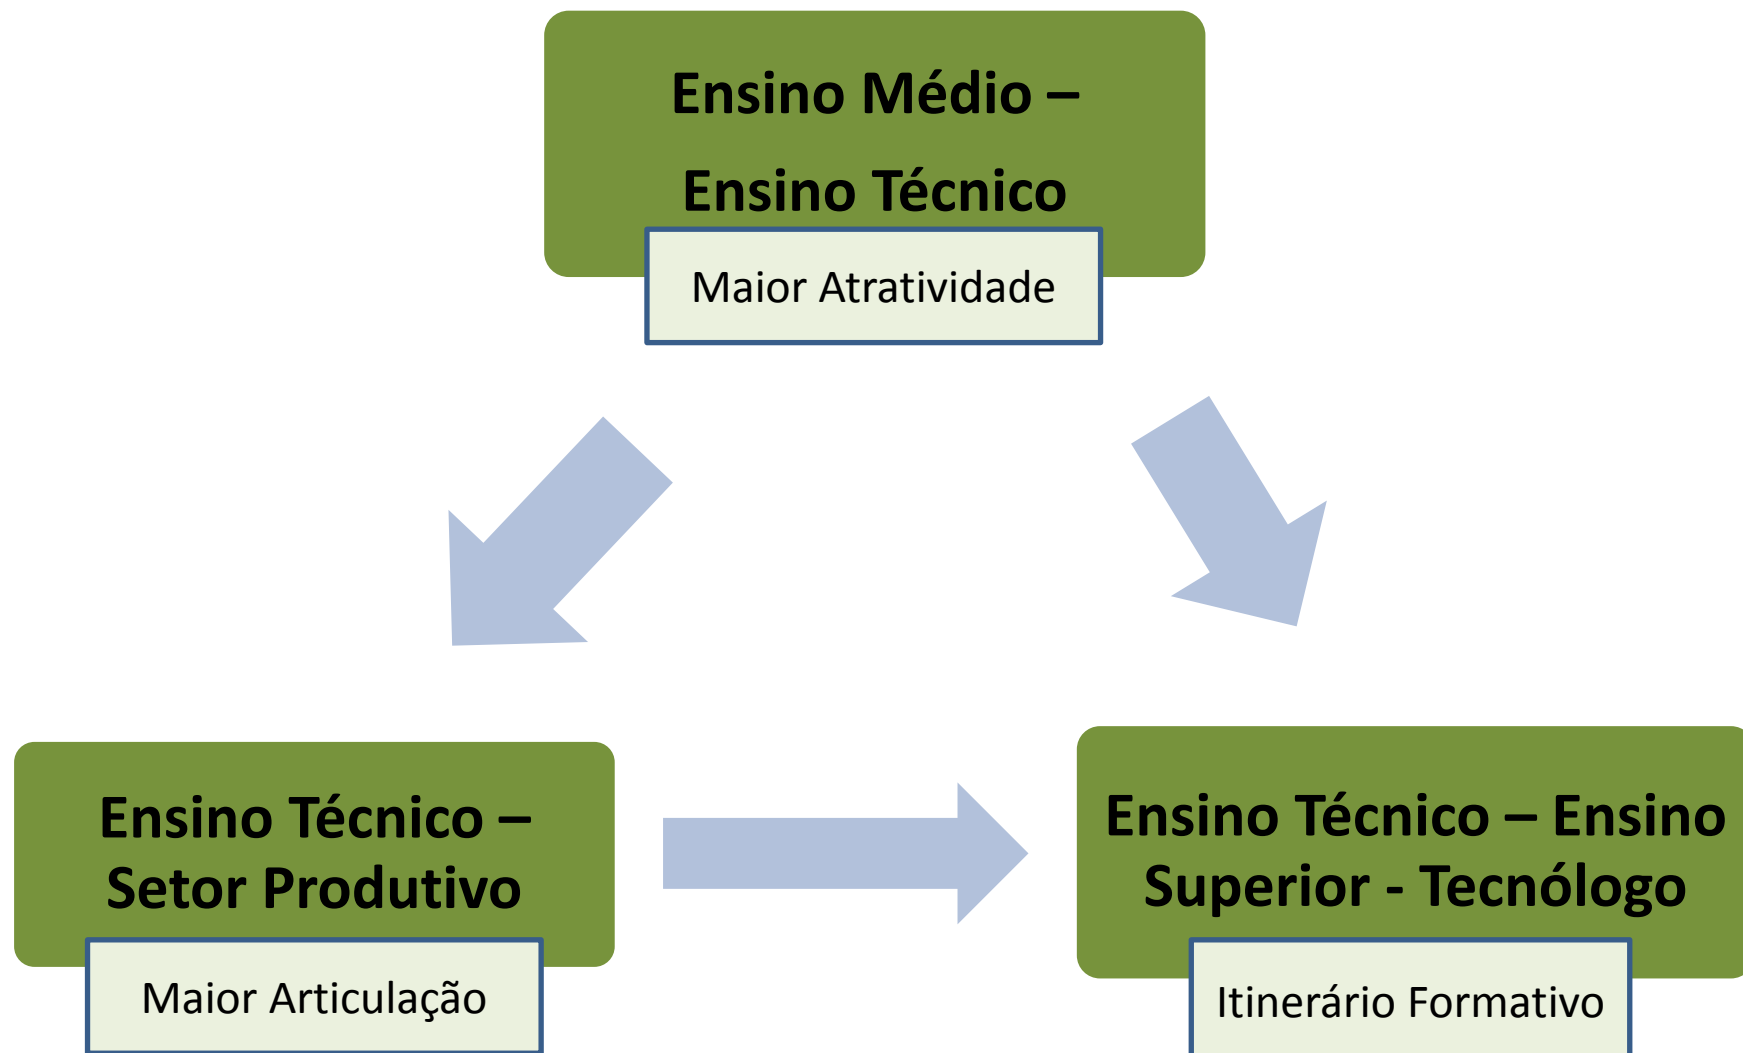 Ensino Médio –
Ensino Técnico
Maior Atratividade
Ensino Técnico –
Setor Produtivo
Maior Articulação
Ensino Técnico – Ensino
Superior - Tecnólogo
Itinerário Formativo